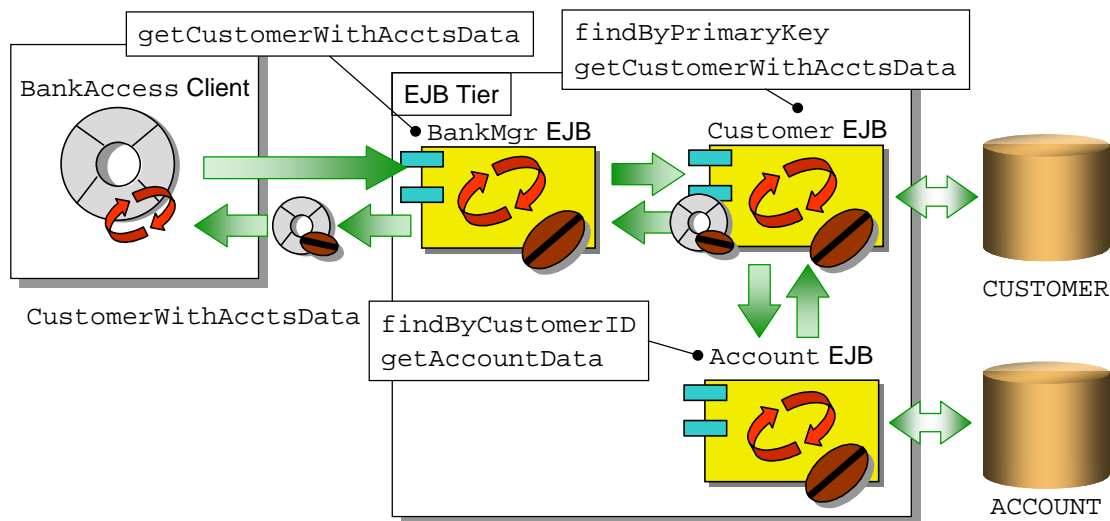 getCustomerWithAcctsData
findByPrimaryKey
getCustomerWithAcctsData
BankAccess Client
EJB Tier
BankMgr EJB
Customer EJB
CUSTOMER
CustomerWithAcctsData
findByCustomerID
getAccountData
Account EJB
ACCOUNT